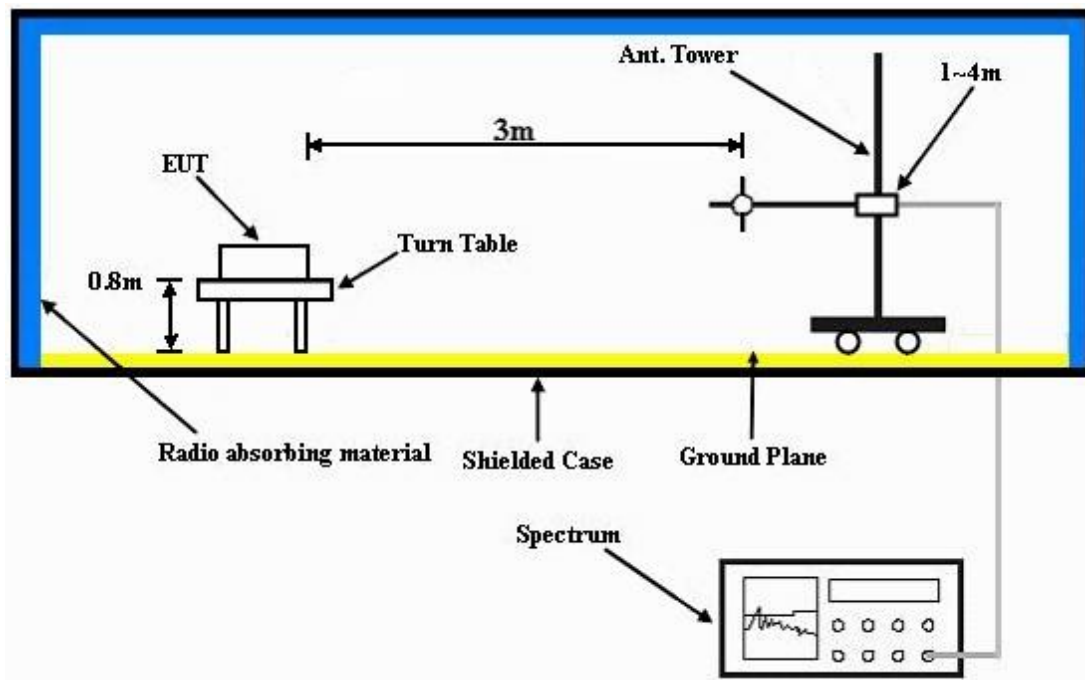 Ant. Tower
1~4m
3m
EUT
Turn Table
0.8m
Radio absorbing material
Shielded Case
Ground Plane
Spectrum